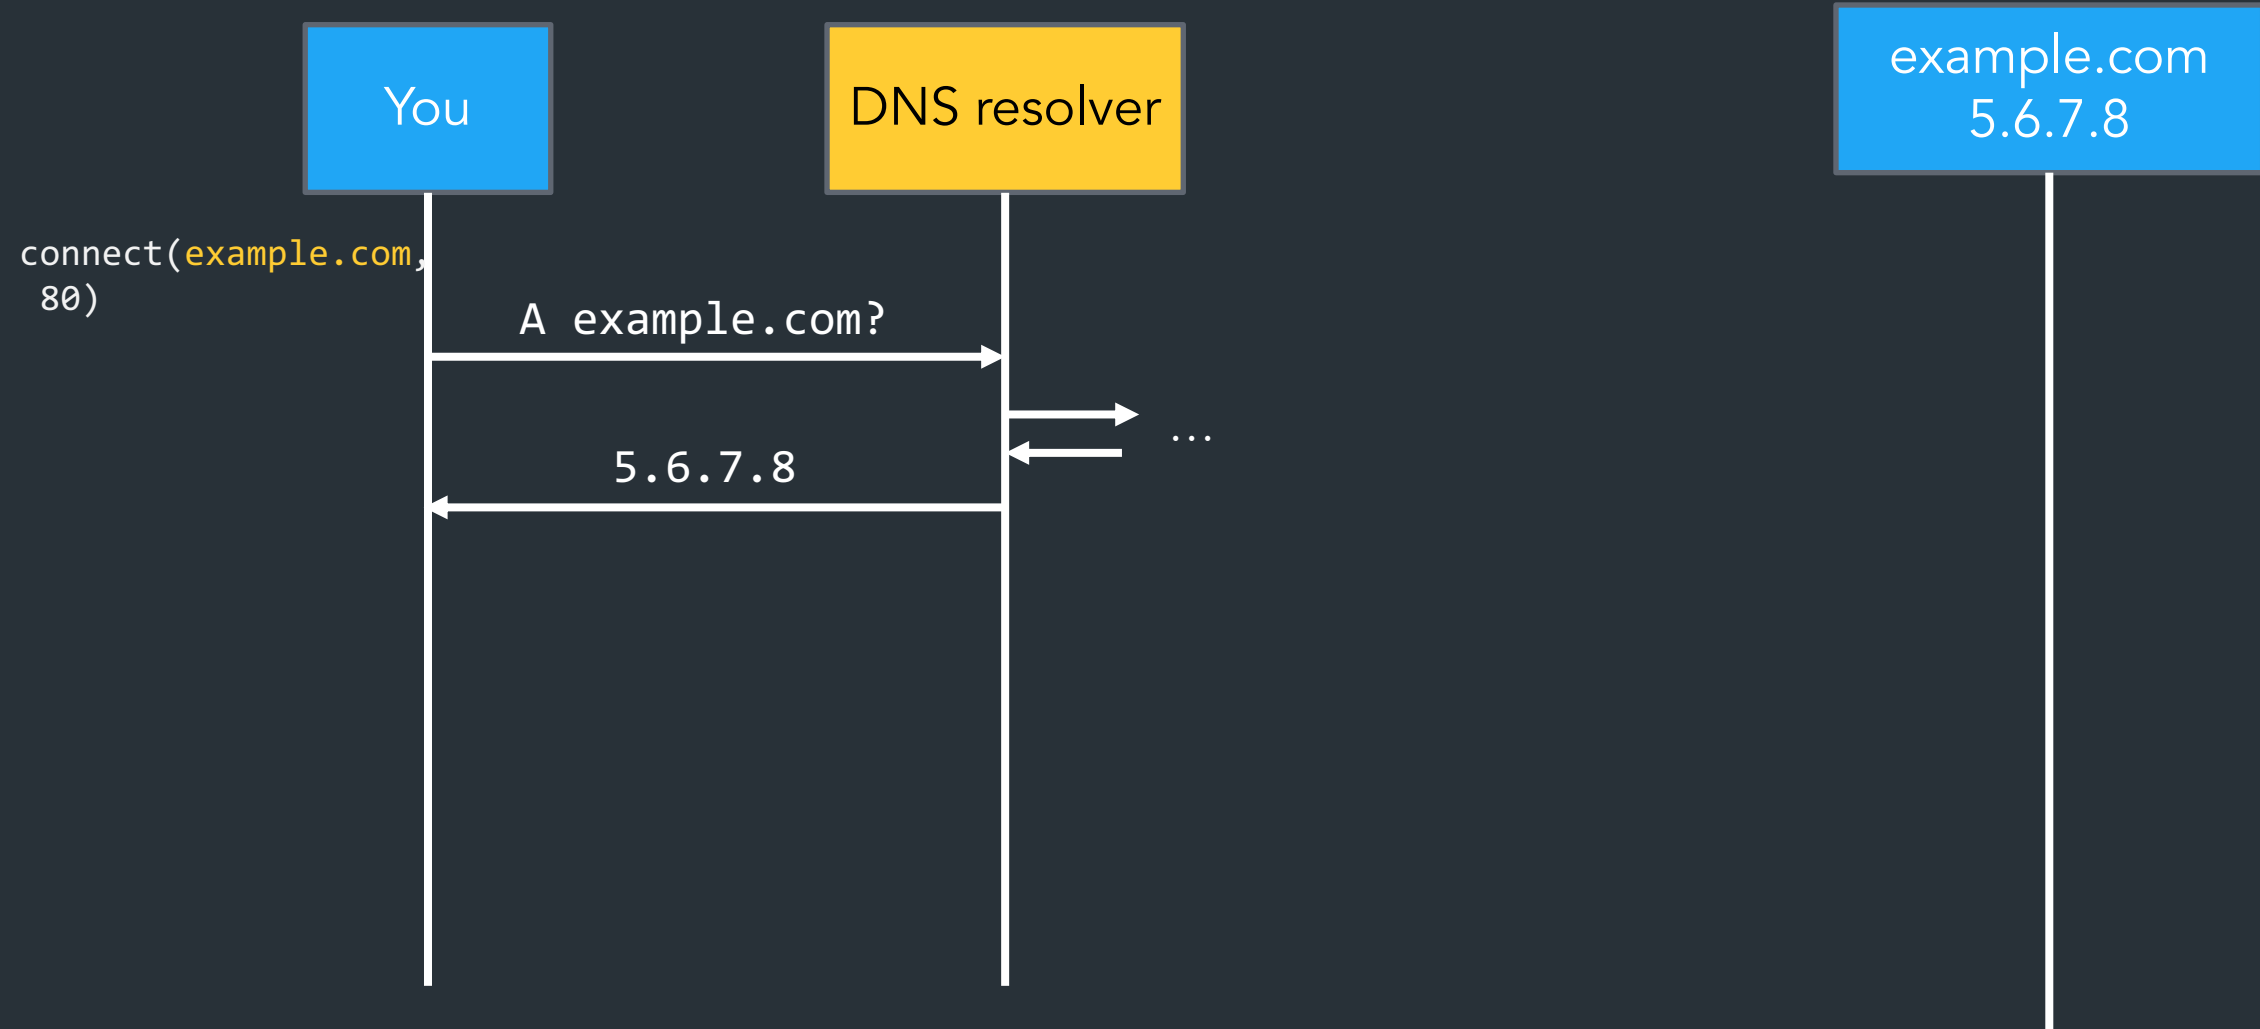 You
DNS resolver
example.com
5.6.7.8
connect(example.com,
80)
A example.com?
...
5.6.7.8